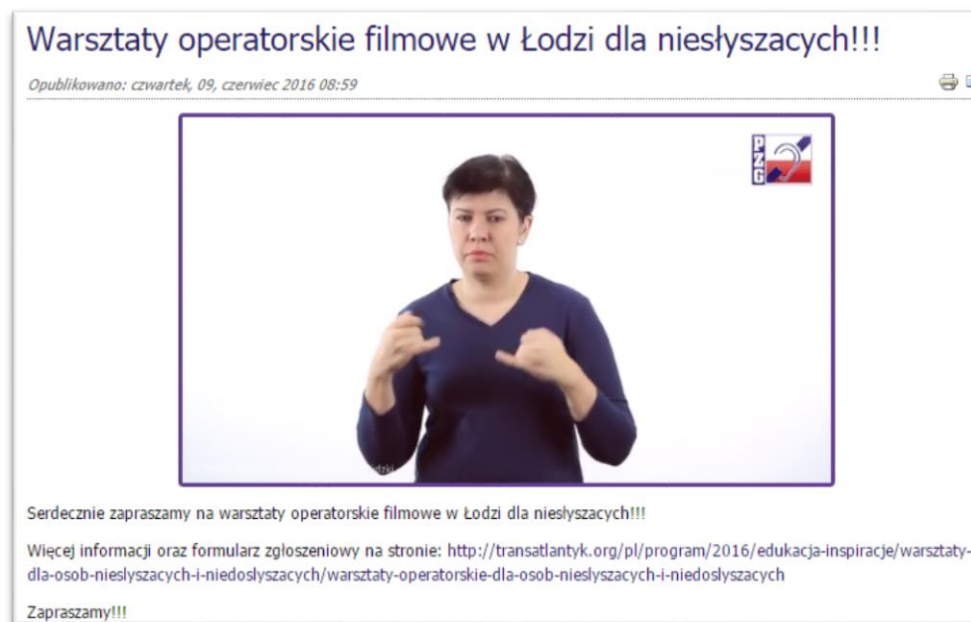 Warsztaty operatorskie filmowe w Łodzi dla niesłyszacych!!!
Opublikowano: czwartek, 09, czerwiec 2016 08:59
PZG
dzki
Serdecznie zapraszamy na warsztaty operatorskie filmowe w Łodzi dla niesłyszacych!!!
Więcej informacji oraz formularz zgłoszeniowy na stronie: http://transatlantyk.org/pl/program/2016/edukacja-inspiracje/warsztaty-
dla-osob-nieslyszacych-i-niedoslyszacych/warsztaty-operatorskie-dla-osob-nieslyszacych-i-niedoslyszacych
Zapraszamy!!!